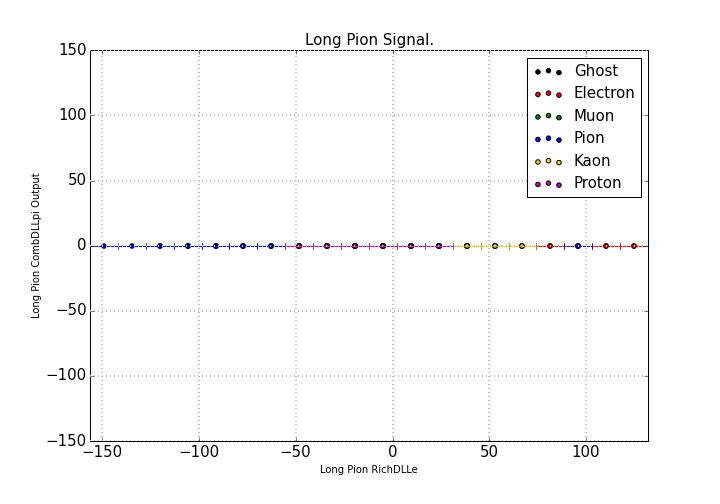 Long Pion Signal.
150
100
50
0
−50
−100
−150
Long Pion CombDLLpi Output
Ghost
Electron
Muon
Pion
Kaon
Proton
−150 −100 −50 0 50 100
Long Pion RichDLLe